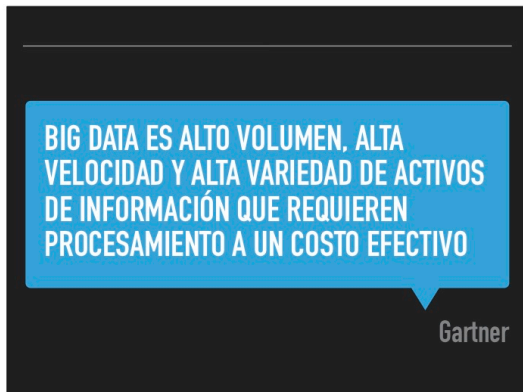 BIG DATA ES ALTO VOLUMEN, ALTA
VELOCIDAD Y ALTA VARIEDAD DE ACTIVOS
DE INFORMACIÓN QUE REQUIEREN
PROCESAMIENTO A UN COSTO EFECTIVO
Gartner